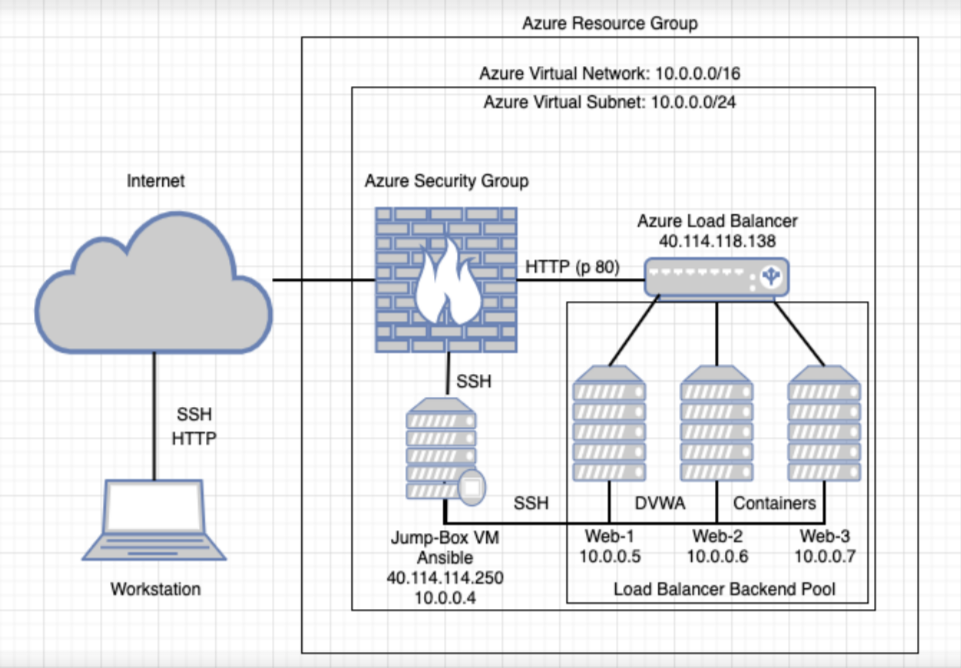 Azure Resource Group
Azure Virtual Network: 10.0.0.0/16
Azure Virtual Subnet: 10.0.0.0/24
Internet
Azure Security Group
Azure Load Balancer
40.114.118.138
HTTP (p 80)
SSH
SSH
HTTP
SSH
DVWA
Containers
Jump-Box VM
Ansible
40.114.114.250
10.0.0.4
Web-1
10.0.0.5
Web-2
10.0.0.6
Web-3
10.0.0.7
Workstation
Load Balancer Backend Pool